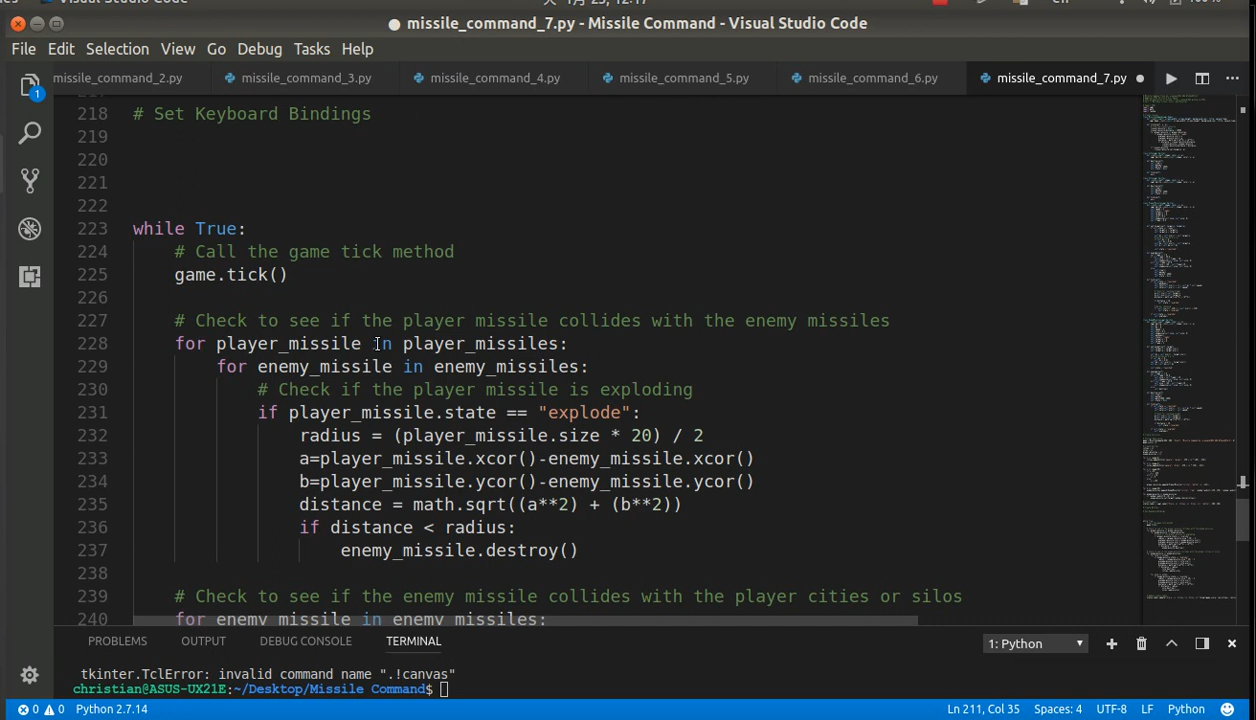 missile_command_7.py - Missile Command - Visual Studio Code
File Edit Selection View Go Debug Tasks Help
missile_command_2.py missile_command_3.py missile_command_4.py missile_command_5.py missile_command_6.py missile_command_7.py
1
218 # Set Keyboard Bindings
219
220
221
222
223 while True:
224 # Call the game tick method
225 game.tick()
226
227 # Check to see if the player missile collides with the enemy missiles
228 for player_missile in player_missiles:
229 for enemy_missile in enemy_missiles:
230 # Check if the player missile is exploding
231 if player_missile.state == "explode":
232 radius = (player_missile.size * 20) / 2
233 a=player_missile.xcor()-enemy_missile.xcor()
234 b=player_missile.ycor()-enemy_missile.ycor()
235 distance = math.sqrt((a**2) + (b**2))
236 if distance < radius:
237 enemy_missile.destroy()
238
239 # Check to see if the enemy missile collides with the player cities or silos
240 for enemy_missile in enemy_missiles:
PROBLEMS OUTPUT DEBUG CONSOLE TERMINAL 1: Python
tkinter.TclError: invalid command name ".!canvas"
christian@ASUS-UX21E:~/Desktop/Missile Command$
0 0 Python 2.7.14 Ln 211, Col 35 Spaces: 4 UTF-8 LF Python